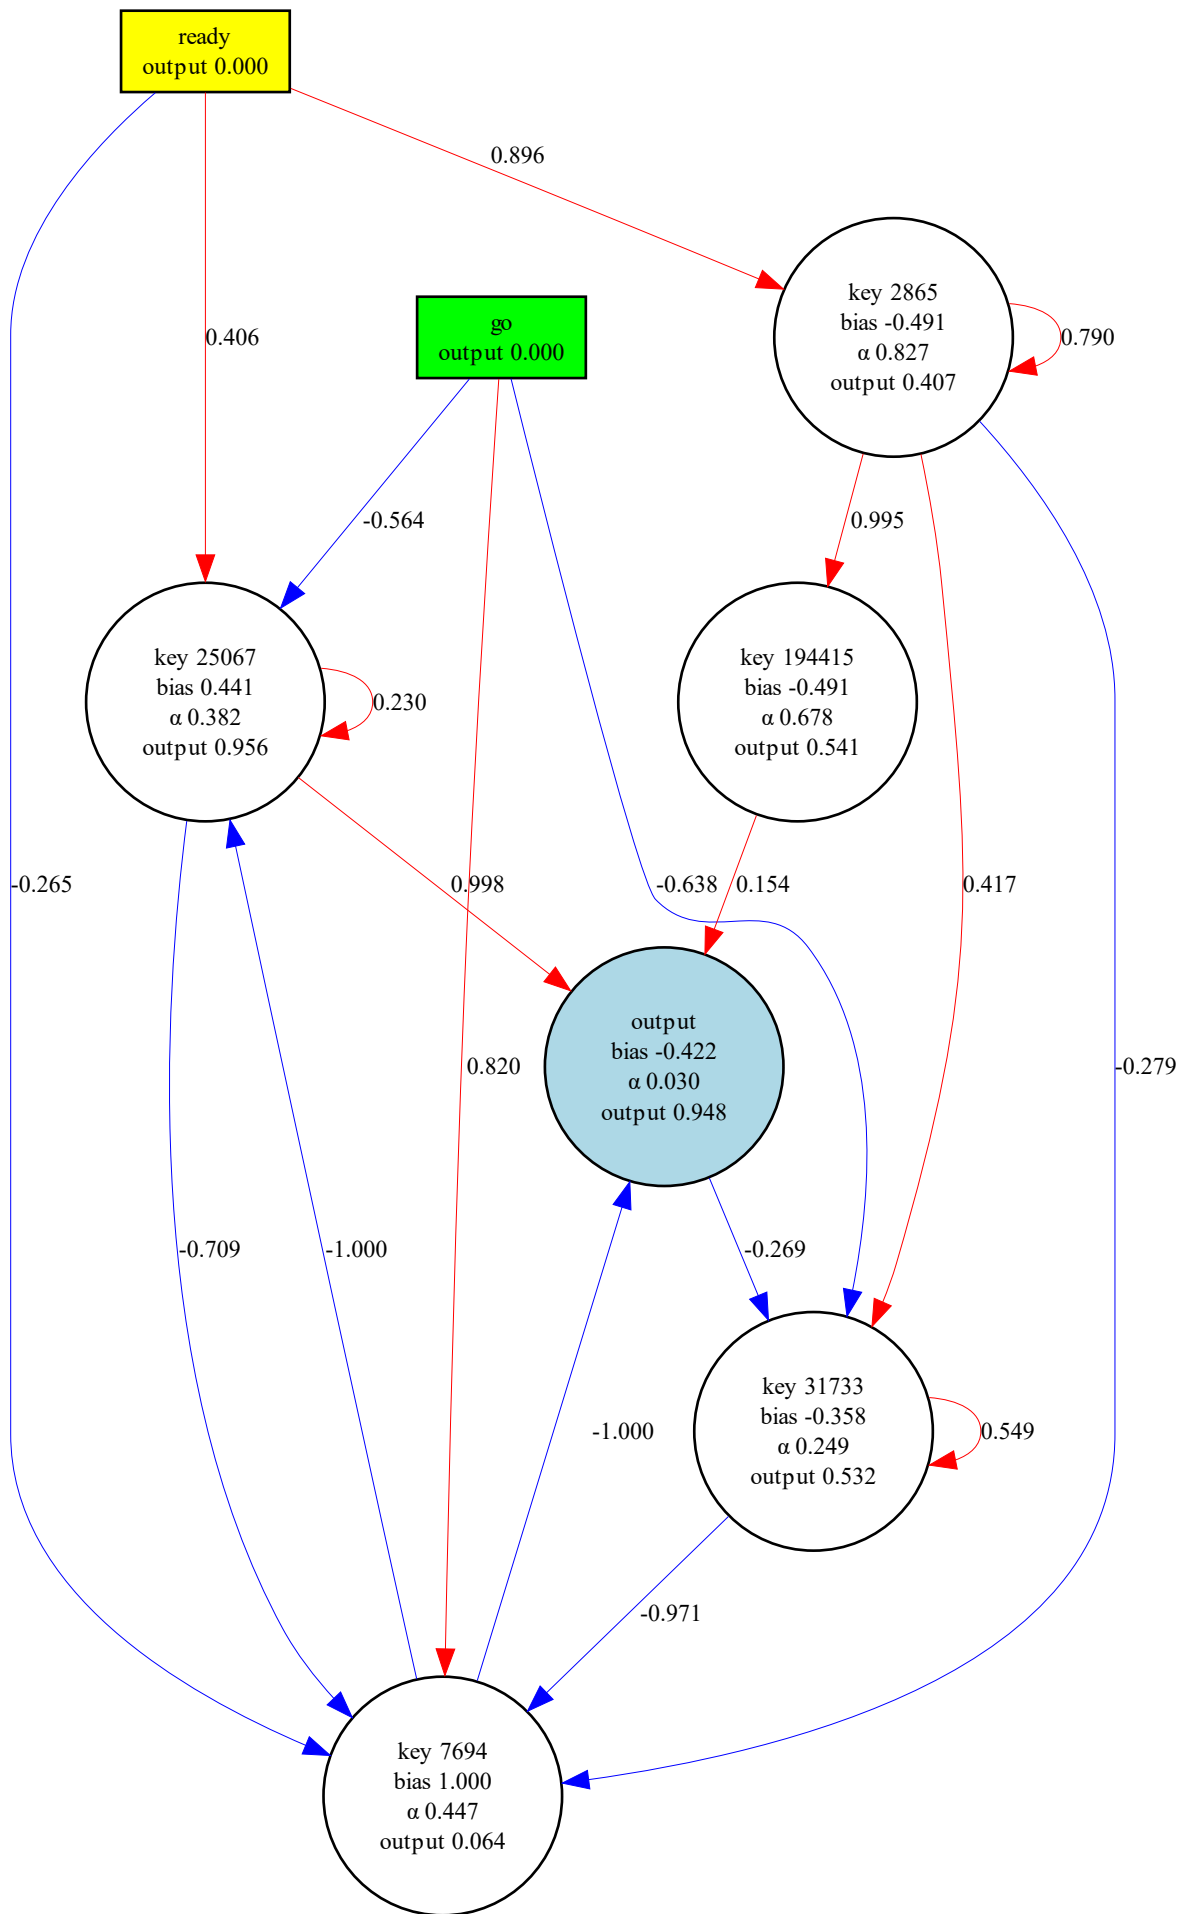 ready
output 0.000
0.896
key 2865
bias -0.491
α 0.827
output 0.407
0.790
go
output 0.000
0.406
-0.564
0.995
key 25067
bias 0.441
α 0.382
output 0.956
0.230
key 194415
bias -0.491
α 0.678
output 0.541
-0.265
0.998
-0.638
0.154
0.417
output
bias -0.422
α 0.030
output 0.948
0.820
-0.279
-0.709
-1.000
-0.269
key 31733
bias -0.358
α 0.249
output 0.532
0.549
-1.000
-0.971
key 7694
bias 1.000
α 0.447
output 0.064